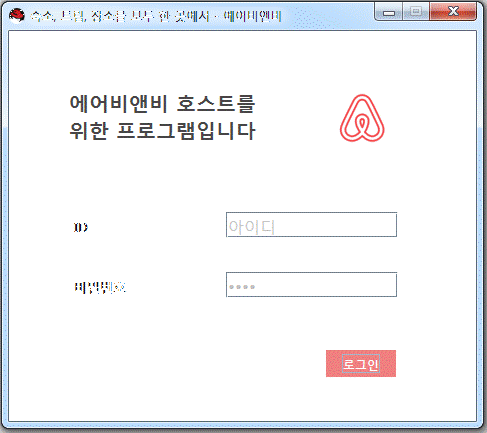 숙소, 트립, 장소를 모두 한 곳에서 - 에어비앤비
에어비앤비 호스트를
위한 프로그램입니다
ID
아이디
비밀번호
••••
로그인